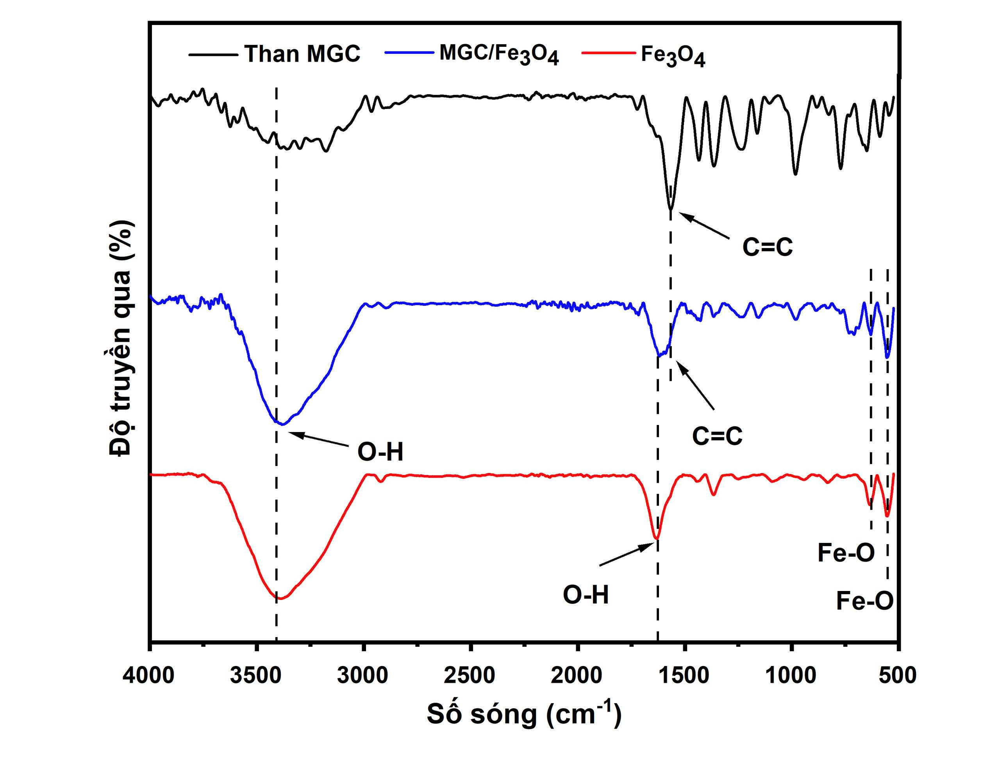 Than MGC MGC/Fe₃O₄ Fe₃O₄
C=C
Độ truyền qua (%)
C=C
O-H
Fe-O
O-H
Fe-O
4000 3500 3000 2500 2000 1500 1000 500
Số sóng (cm⁻¹)